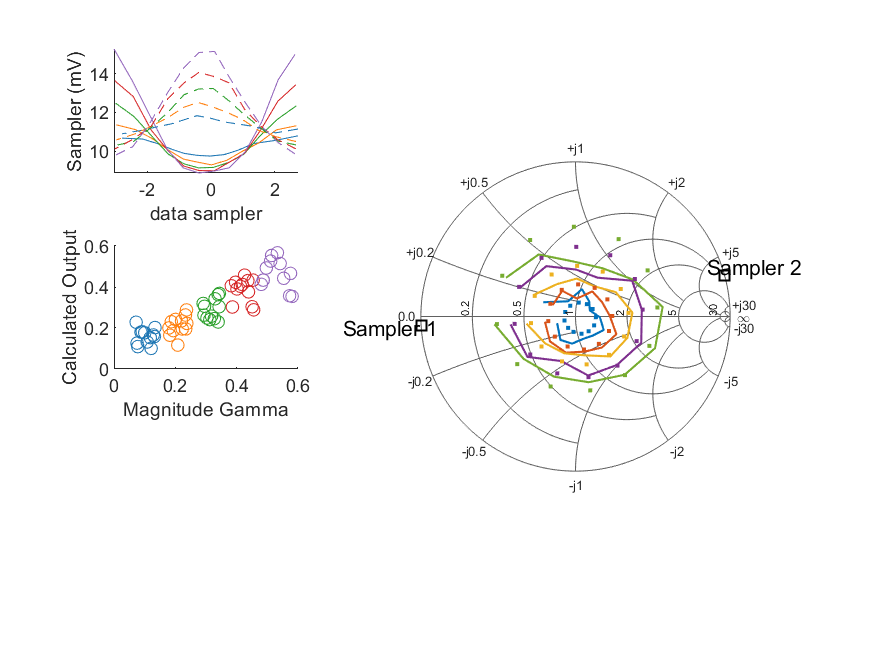 Sampler (mV)
14
12
10
-2
0
2
data sampler
Calculated Output
0.6
0.4
0.2
0
0
0.2
0.4
0.6
Magnitude Gamma
+j1
+j0.5
+j2
+j0.2
+j5
Sampler 2
0.0
0.2
0.5
1
2
5
30
+j30
∞
-j30
Sampler 1
-j0.2
-j5
-j0.5
-j2
-j1